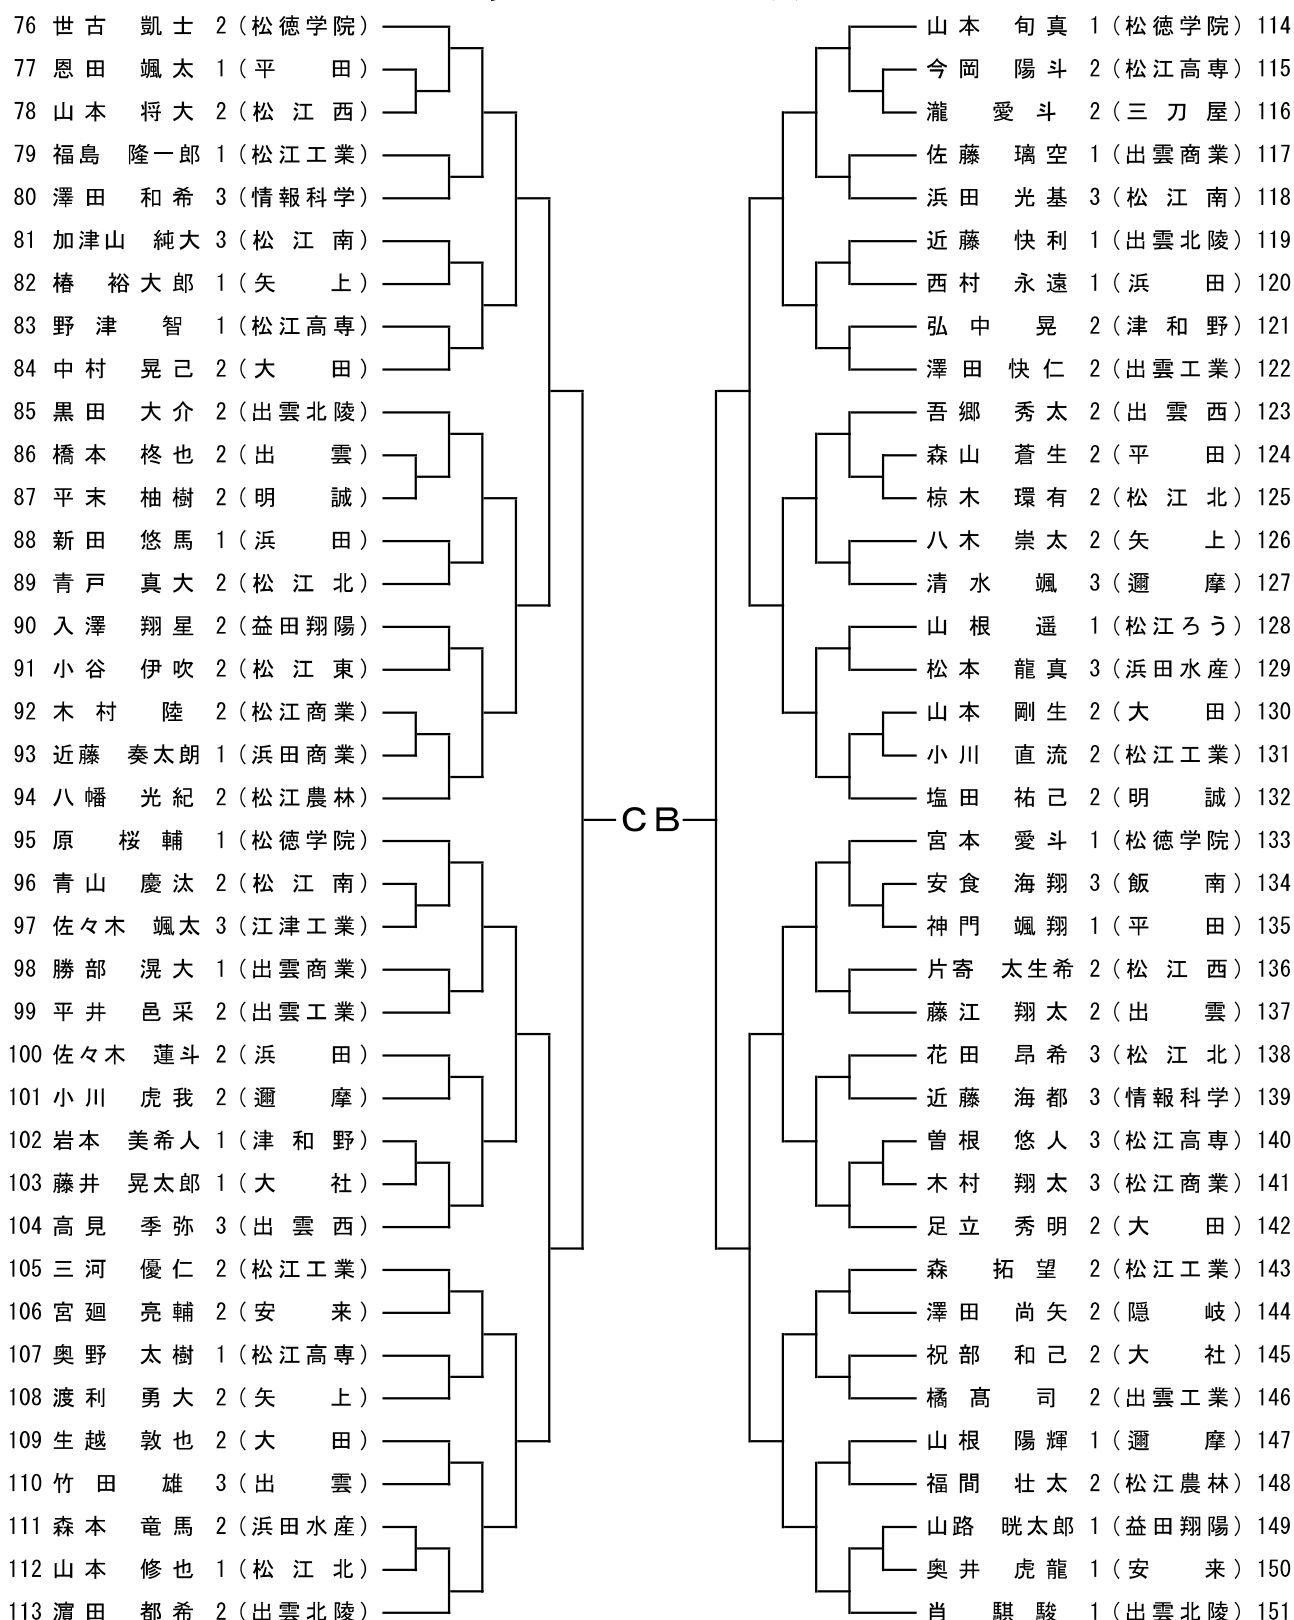 76 世古 凱士 2 (松徳学院)
77 恩田 颯太 1 (平田)
78 山本 将大 2 (松江西)
79 福島 隆一郎 1 (松江工業)
80 澤田 和希 3 (情報科学)
81 加津山 純大 3 (松江南)
82 椿 裕大郎 1 (矢上)
83 野津 智 1 (松江高専)
84 中村 晃己 2 (大田)
85 黒田 大介 2 (出雲北陵)
86 橋本 柊也 2 (出雲)
87 平末 柚樹 2 (明誠)
88 新田 悠馬 1 (浜田)
89 青戸 真大 2 (松江北)
90 入澤 翔星 2 (益田翔陽)
91 小谷 伊吹 2 (松江東)
92 木村 陸 2 (松江商業)
93 近藤 奏太朗 1 (浜田商業)
94 八幡 光紀 2 (松江農林)
95 原 桜輔 1 (松徳学院)
96 青山 慶汰 2 (松江南)
97 佐々木 颯太 3 (江津工業)
98 勝部 滉大 1 (出雲商業)
99 平井 邑采 2 (出雲工業)
100 佐々木 蓮斗 2 (浜田)
101 小川 虎我 2 (邇摩)
102 岩本 美希人 1 (津和野)
103 藤井 晃太郎 1 (大社)
104 高見 季弥 3 (出雲西)
105 三河 優仁 2 (松江工業)
106 宮廻 亮輔 2 (安来)
107 奥野 太樹 1 (松江高専)
108 渡利 勇大 2 (矢上)
109 生越 敦也 2 (大田)
110 竹田 雄 3 (出雲)
111 森本 竜馬 2 (浜田水産)
112 山本 修也 1 (松江北)
113 濵田 都希 2 (出雲北陵)
CB
山本 旬真 1 (松徳学院) 114
今岡 陽斗 2 (松江高専) 115
瀧 愛斗 2 (三刀屋) 116
佐藤 璃空 1 (出雲商業) 117
浜田 光基 3 (松江南) 118
近藤 快利 1 (出雲北陵) 119
西村 永遠 1 (浜田) 120
弘中 晃 2 (津和野) 121
澤田 快仁 2 (出雲工業) 122
吾郷 秀太 2 (出雲西) 123
森山 蒼生 2 (平田) 124
椋木 環有 2 (松江北) 125
八木 崇太 2 (矢上) 126
清水 颯 3 (邇摩) 127
山根 遥 1 (松江ろう) 128
松本 龍真 3 (浜田水産) 129
山本 剛生 2 (大田) 130
小川 直流 2 (松江工業) 131
塩田 祐己 2 (明誠) 132
宮本 愛斗 1 (松徳学院) 133
安食 海翔 3 (飯南) 134
神門 颯翔 1 (平田) 135
片寄 太生希 2 (松江西) 136
藤江 翔太 2 (出雲) 137
花田 昂希 3 (松江北) 138
近藤 海都 3 (情報科学) 139
曽根 悠人 3 (松江高専) 140
木村 翔太 3 (松江商業) 141
足立 秀明 2 (大田) 142
森 拓望 2 (松江工業) 143
澤田 尚矢 2 (隠岐) 144
祝部 和己 2 (大社) 145
橘髙 司 2 (出雲工業) 146
山根 陽輝 1 (邇摩) 147
福間 壮太 2 (松江農林) 148
山路 晄太郎 1 (益田翔陽) 149
奥井 虎龍 1 (安来) 150
肖 騏駿 1 (出雲北陵) 151